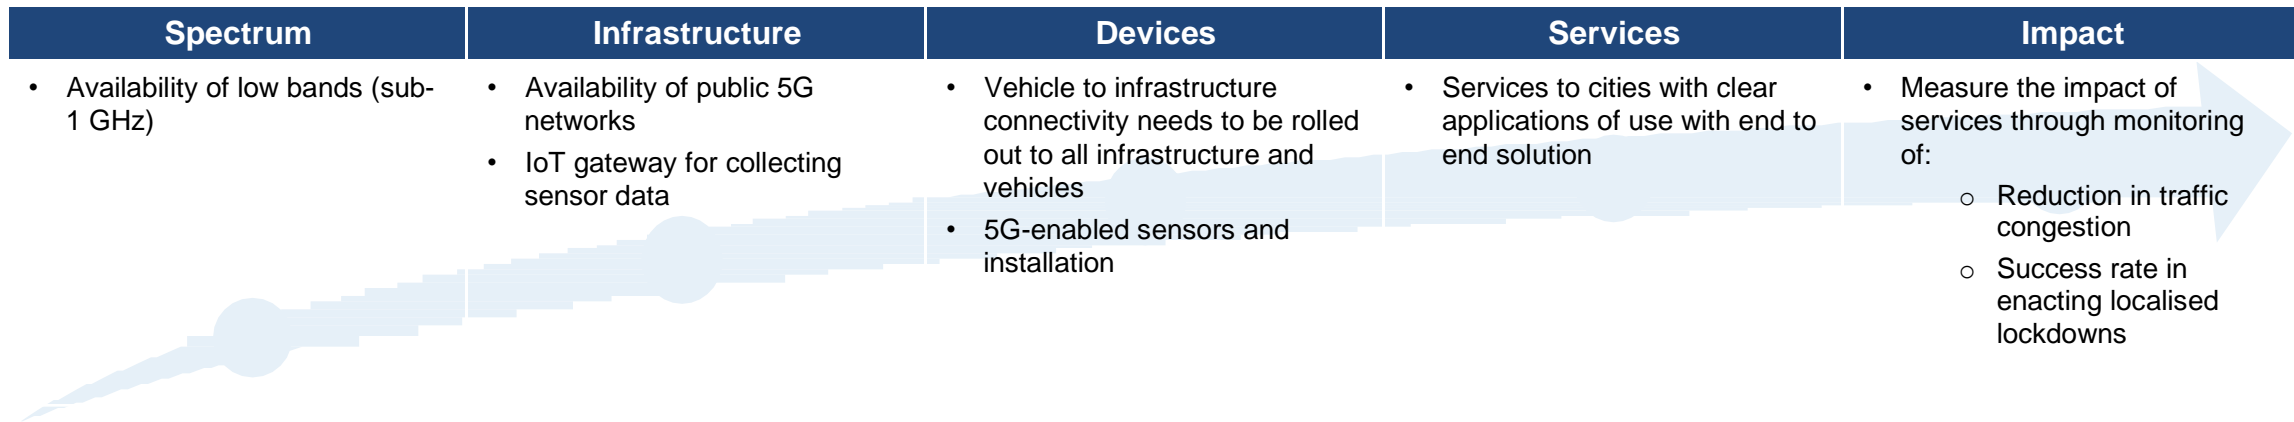 Spectrum
• Availability of low bands (sub-
1 GHz)
Infrastructure
• Availability of public 5G
networks
• IoT gateway for collecting
sensor data
Devices
• Vehicle to infrastructure
connectivity needs to be rolled
out to all infrastructure and
vehicles
• 5G-enabled sensors and
installation
Services
• Services to cities with clear
applications of use with end to
end solution
Impact
• Measure the impact of
services through monitoring
of:
o Reduction in traffic
congestion
o Success rate in
enacting localised
lockdowns